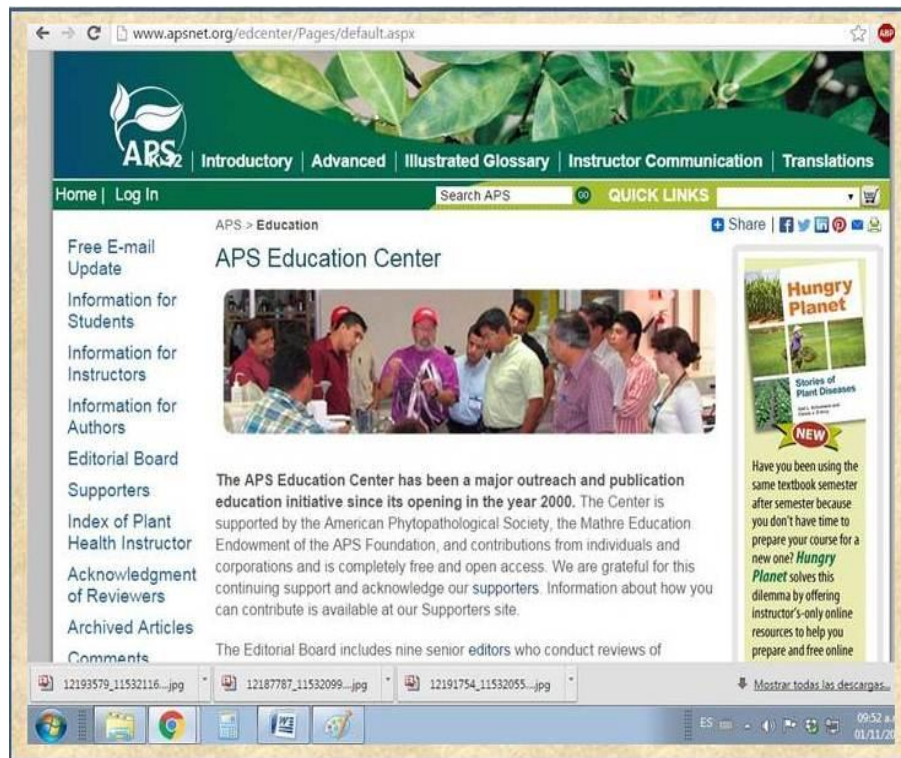 www.apsnet.org/edcenter/Pages/default.aspx
ABP
APS
Introductory | Advanced | Illustrated Glossary | Instructor Communication | Translations
Home | Log In
Search APS
GO
QUICK LINKS
APS > Education
Share
Free E-mail
Update
Information for
Students
Information for
Instructors
Information for
Authors
Editorial Board
Supporters
Index of Plant
Health Instructor
Acknowledgment
of Reviewers
Archived Articles
Comments
APS Education Center
The APS Education Center has been a major outreach and publication
education initiative since its opening in the year 2000. The Center is
supported by the American Phytopathological Society, the Mathre Education
Endowment of the APS Foundation, and contributions from individuals and
corporations and is completely free and open access. We are grateful for this
continuing support and acknowledge our supporters. Information about how you
can contribute is available at our Supporters site.
The Editorial Board includes nine senior editors who conduct reviews of
Hungry
Planet
Stories of
Plant Diseases
NEW
Have you been using the
same textbook semester
after semester because
you don't have time to
prepare your course for a
new one? Hungry
Planet solves this
dilemma by offering
instructor's-only online
resources to help you
prepare and free online
12193579_11532116....jpg
12187787_11532099....jpg
12191754_11532055....jpg
Mostrar todas las descargas...
ES
09:52 a.
01/11/20